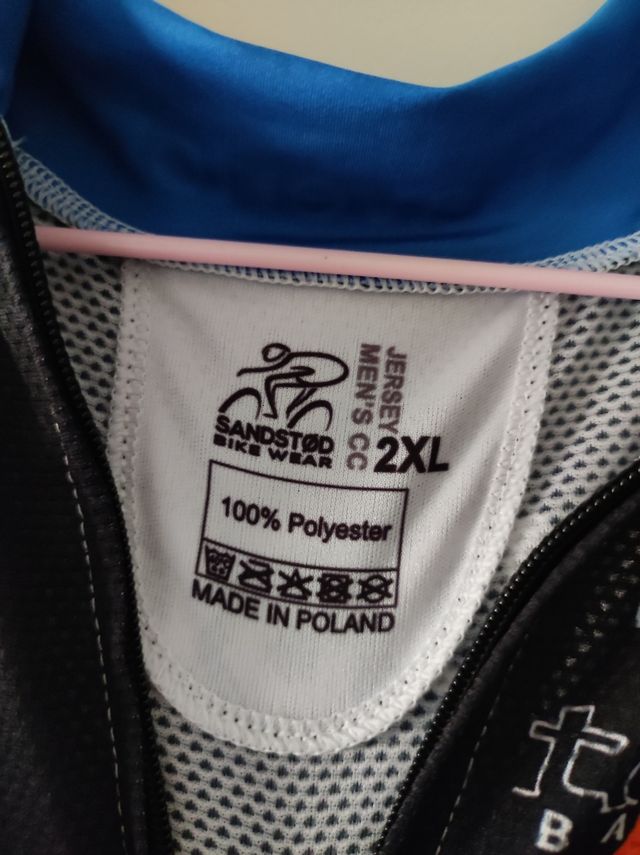 SANDSTØD
BIKE WEAR
JERSEY
MEN'S CC
2XL
100% Polyester
MADE IN POLAND
B A